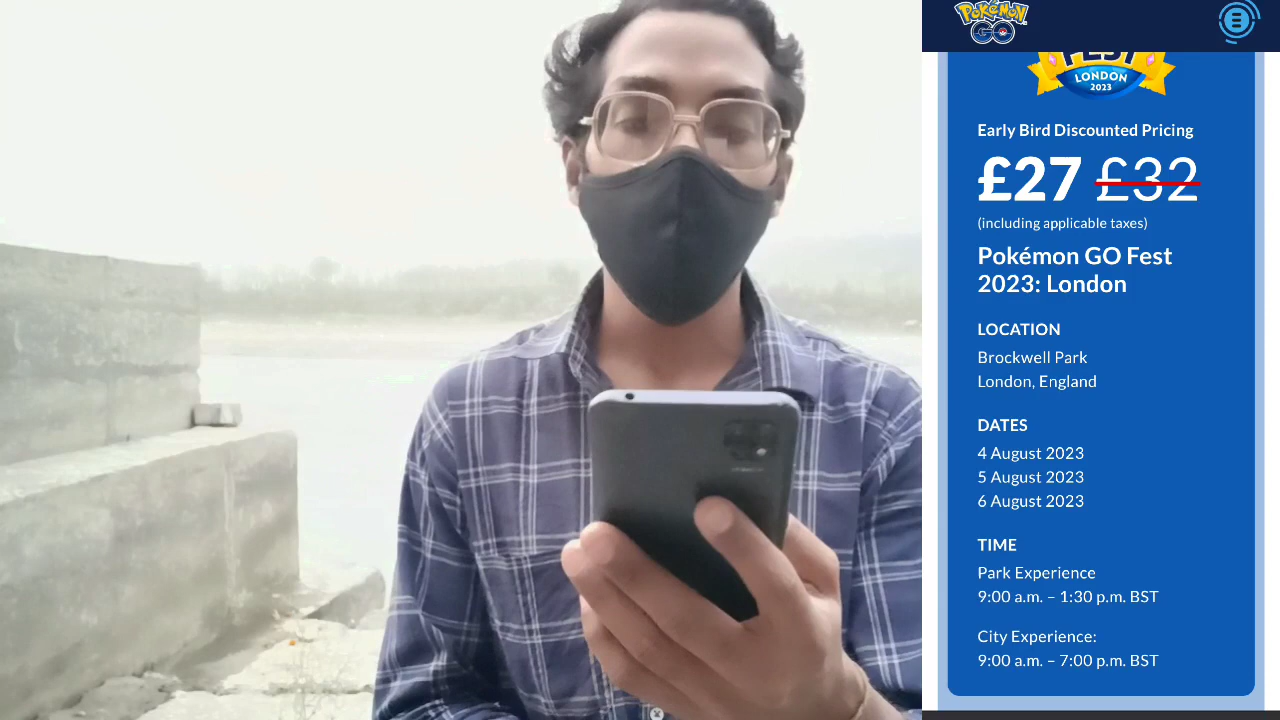 Pokémon
GO
FEST
LONDON
2023
Early Bird Discounted Pricing
£27 £32
(including applicable taxes)
Pokémon GO Fest
2023: London
LOCATION
Brockwell Park
London, England
DATES
4 August 2023
5 August 2023
6 August 2023
TIME
Park Experience
9:00 a.m. – 1:30 p.m. BST
City Experience:
9:00 a.m. – 7:00 p.m. BST